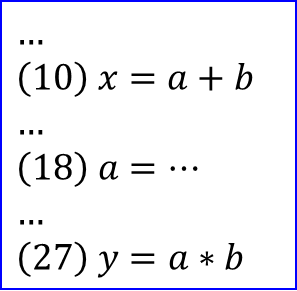 ...
(10) x = a + b
...
(18) a = ⋯
...
(27) y = a * b